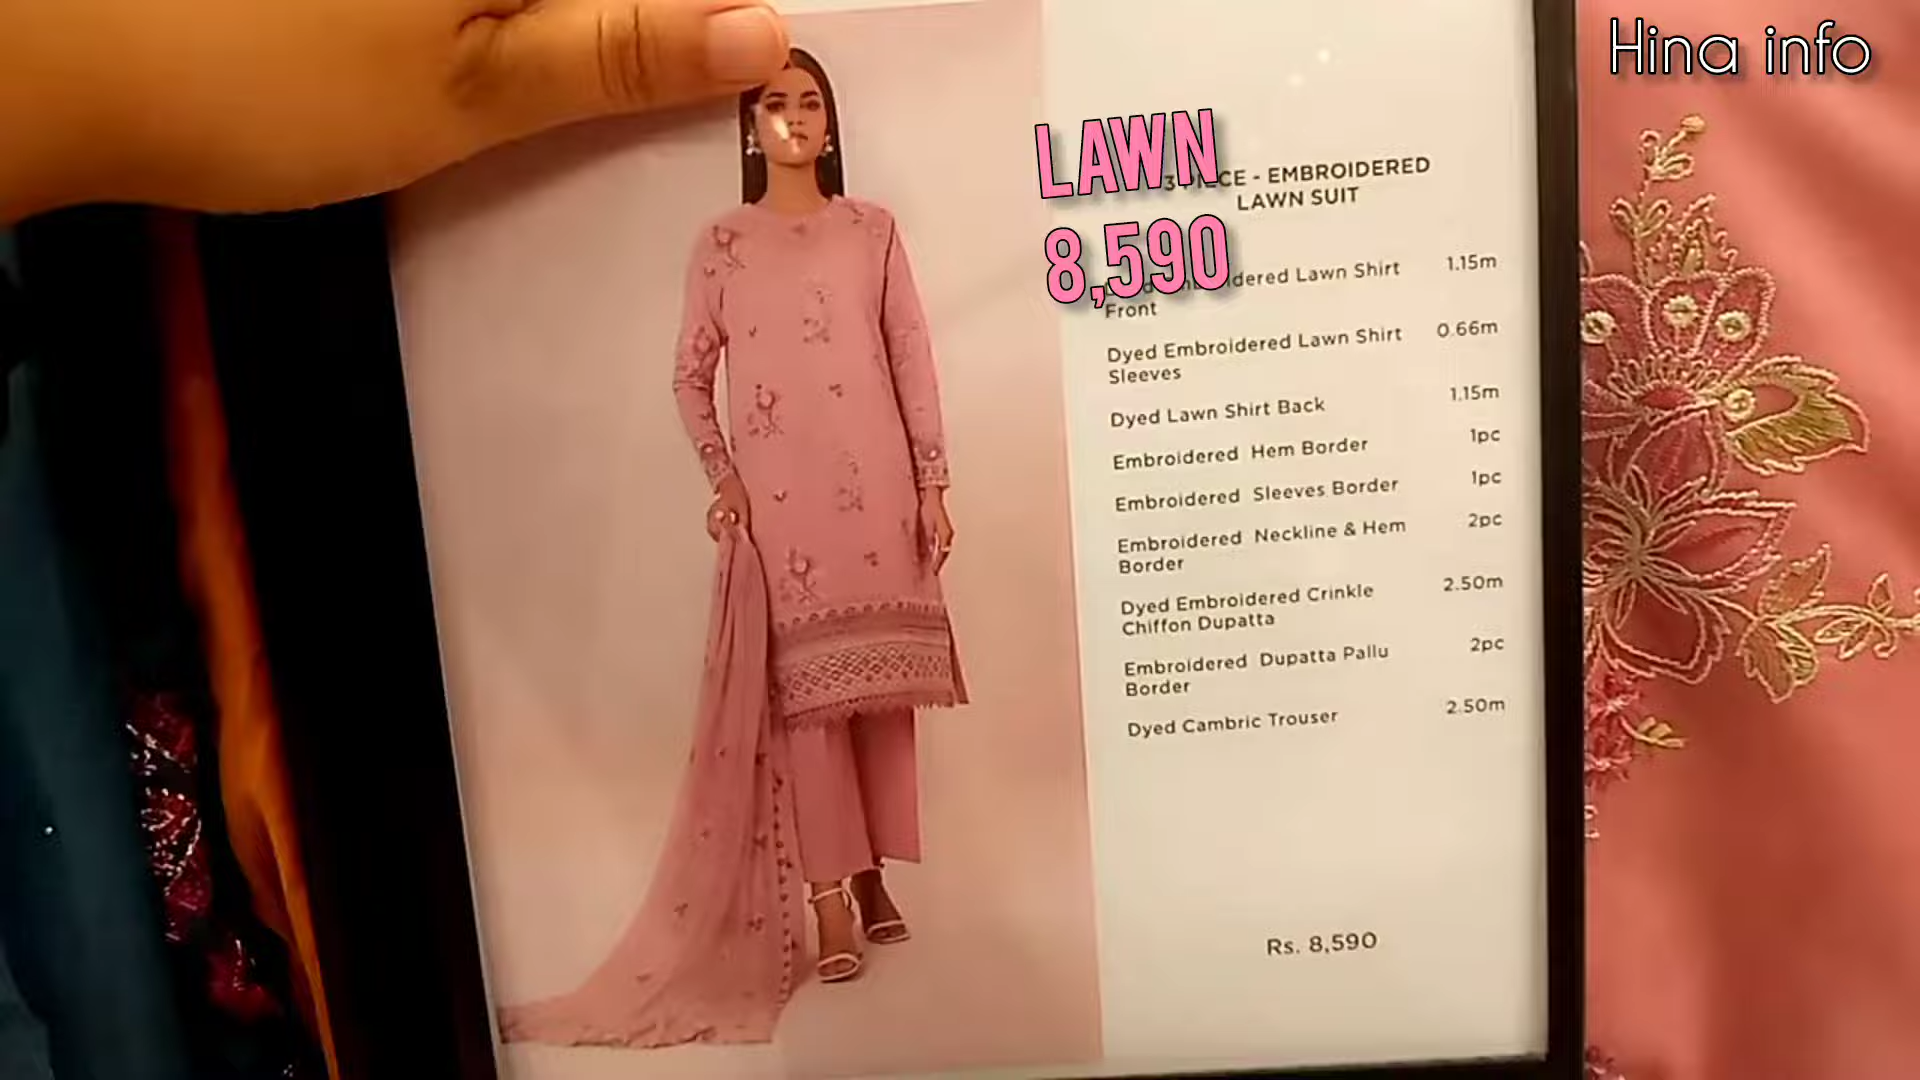 Hina info
LAWN
8,590
- EMBROIDERED
LAWN SUIT
Lawn Shirt 1.15m
Front
Dyed Embroidered Lawn Shirt 0.66m
Sleeves
Dyed Lawn Shirt Back 1.15m
Embroidered Hem Border 1pc
Embroidered Sleeves Border 1pc
Embroidered Neckline & Hem 2pc
Border
Dyed Embroidered Crinkle 2.50m
Chiffon Dupatta
Embroidered Dupatta Pallu 2pc
Border
Dyed Cambric Trouser 2.50m
Rs. 8,590